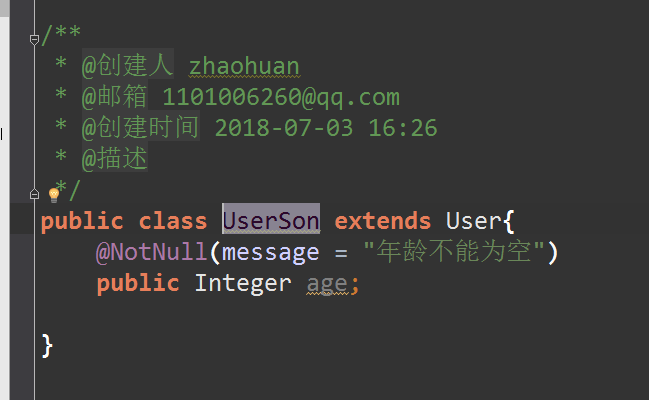 /**
* @创建人 zhaohuan
* @邮箱 1101006260@qq.com
* @创建时间 2018-07-03 16:26
* @描述
*/
public class UserSon extends User{
@NotNull(message = "年龄不能为空")
public Integer age;
}